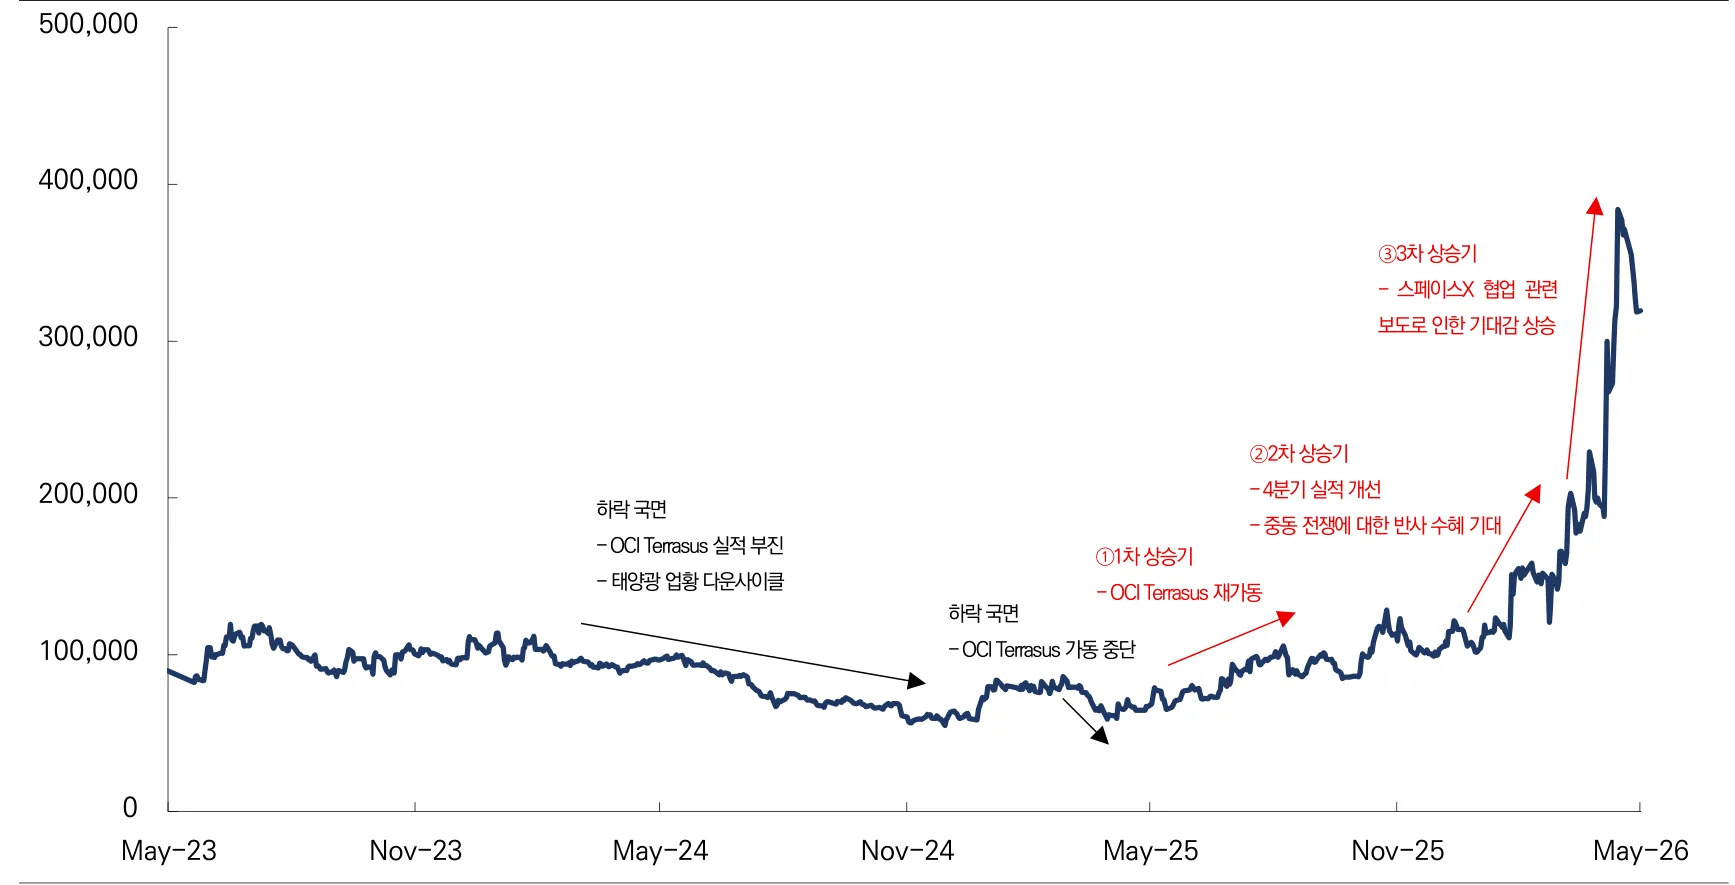 500,000
400,000
300,000
200,000
100,000
0
May-23
Nov-23
May-24
Nov-24
May-25
Nov-25
May-26
하락 국면
- OCI Terrasus 실적 부진
- 태양광 업황 다운사이클
하락 국면
- OCI Terrasus 가동 중단
①1차 상승기
- OCI Terrasus 재가동
②2차 상승기
- 4분기 실적 개선
- 중동 전쟁에 대한 반사 수혜 기대
③3차 상승기
- 스페이스X 협업 관련
보도로 인한 기대감 상승